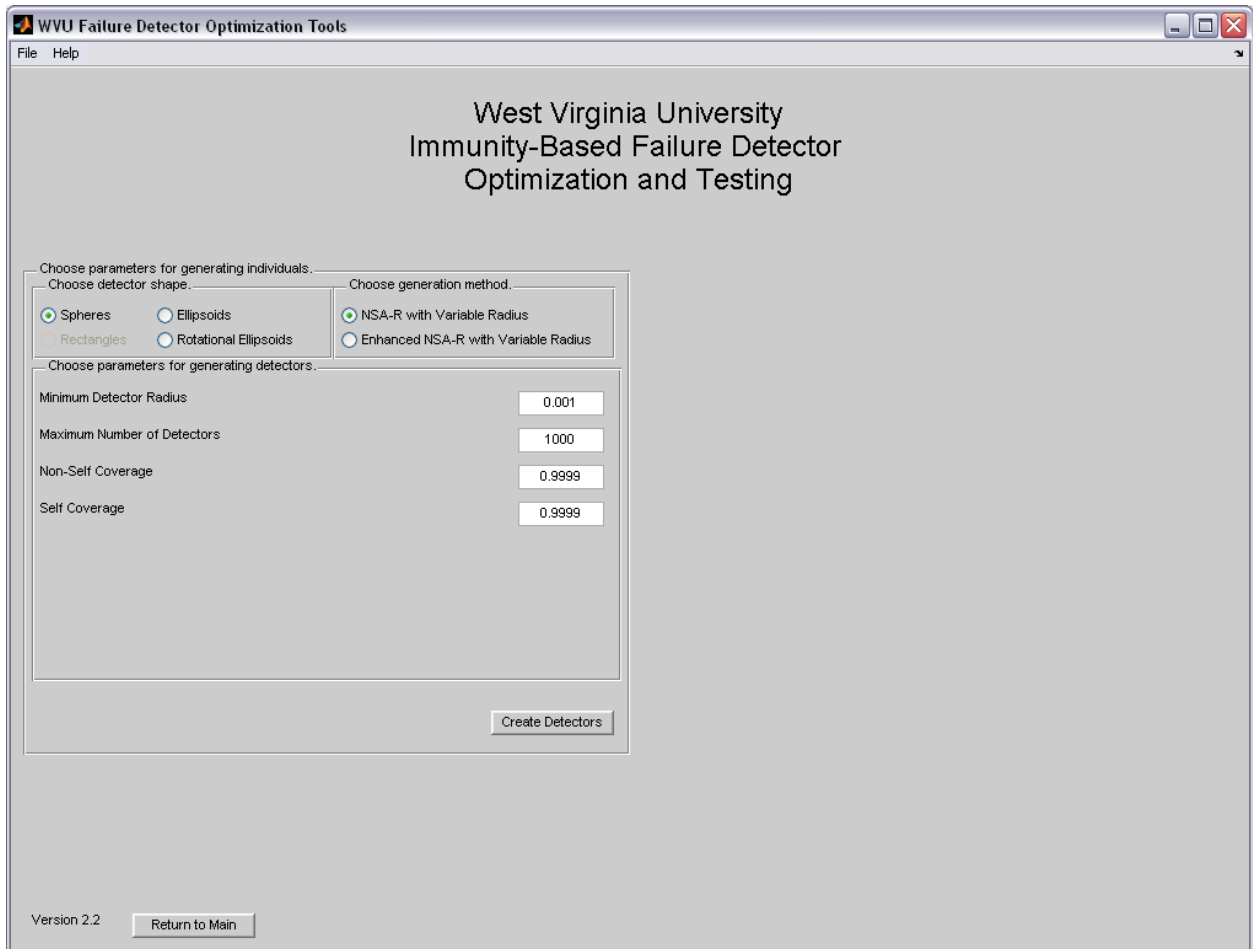 WVU Failure Detector Optimization Tools
File Help
West Virginia University
Immunity-Based Failure Detector
Optimization and Testing
Choose parameters for generating individuals.
Choose detector shape.
Choose generation method.
Spheres
Ellipsoids
NSA-R with Variable Radius
Rectangles
Rotational Ellipsoids
Enhanced NSA-R with Variable Radius
Choose parameters for generating detectors.
Minimum Detector Radius
0.001
Maximum Number of Detectors
1000
Non-Self Coverage
0.9999
Self Coverage
0.9999
Create Detectors
Version 2.2
Return to Main